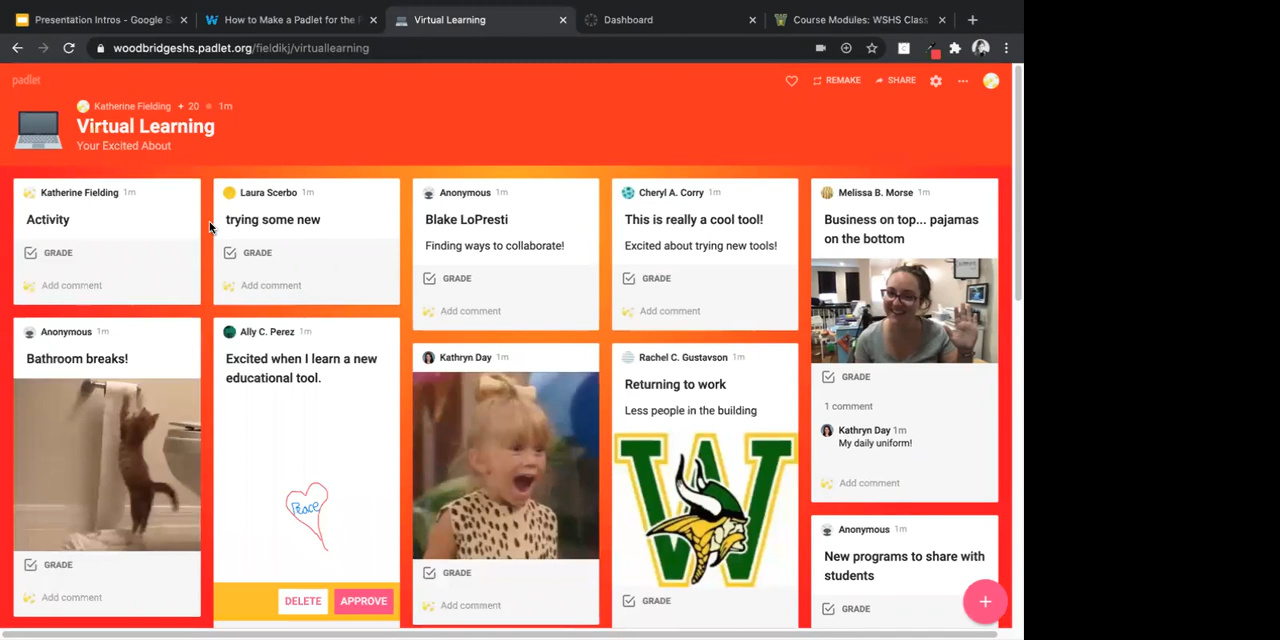 Presentation Intros - Google S
How to Make a Padlet for the F
Virtual Learning
Dashboard
Course Modules: WSHS Class
woodbridgeshs.padlet.org/fieldikj/virtuallearning
padlet
REMAKE
SHARE
Katherine Fielding + 20 1m
Virtual Learning
Your Excited About
Katherine Fielding 1m
Activity
GRADE
Add comment
Anonymous 1m
Bathroom breaks!
GRADE
Add comment
Laura Scerbo 1m
trying some new
GRADE
Add comment
Ally C. Perez 1m
Excited when I learn a new
educational tool.
Peace
DELETE APPROVE
Anonymous 1m
Blake LoPresti
Finding ways to collaborate!
GRADE
Add comment
Kathryn Day 1m
GRADE
Add comment
Cheryl A. Corry 1m
This is really a cool tool!
Excited about trying new tools!
GRADE
Add comment
Rachel C. Gustavson 1m
Returning to work
Less people in the building
W
GRADE
Melissa B. Morse 1m
Business on top... pajamas
on the bottom
GRADE
1 comment
Kathryn Day 1m
My daily uniform!
Add comment
Anonymous 1m
New programs to share with
students
GRADE